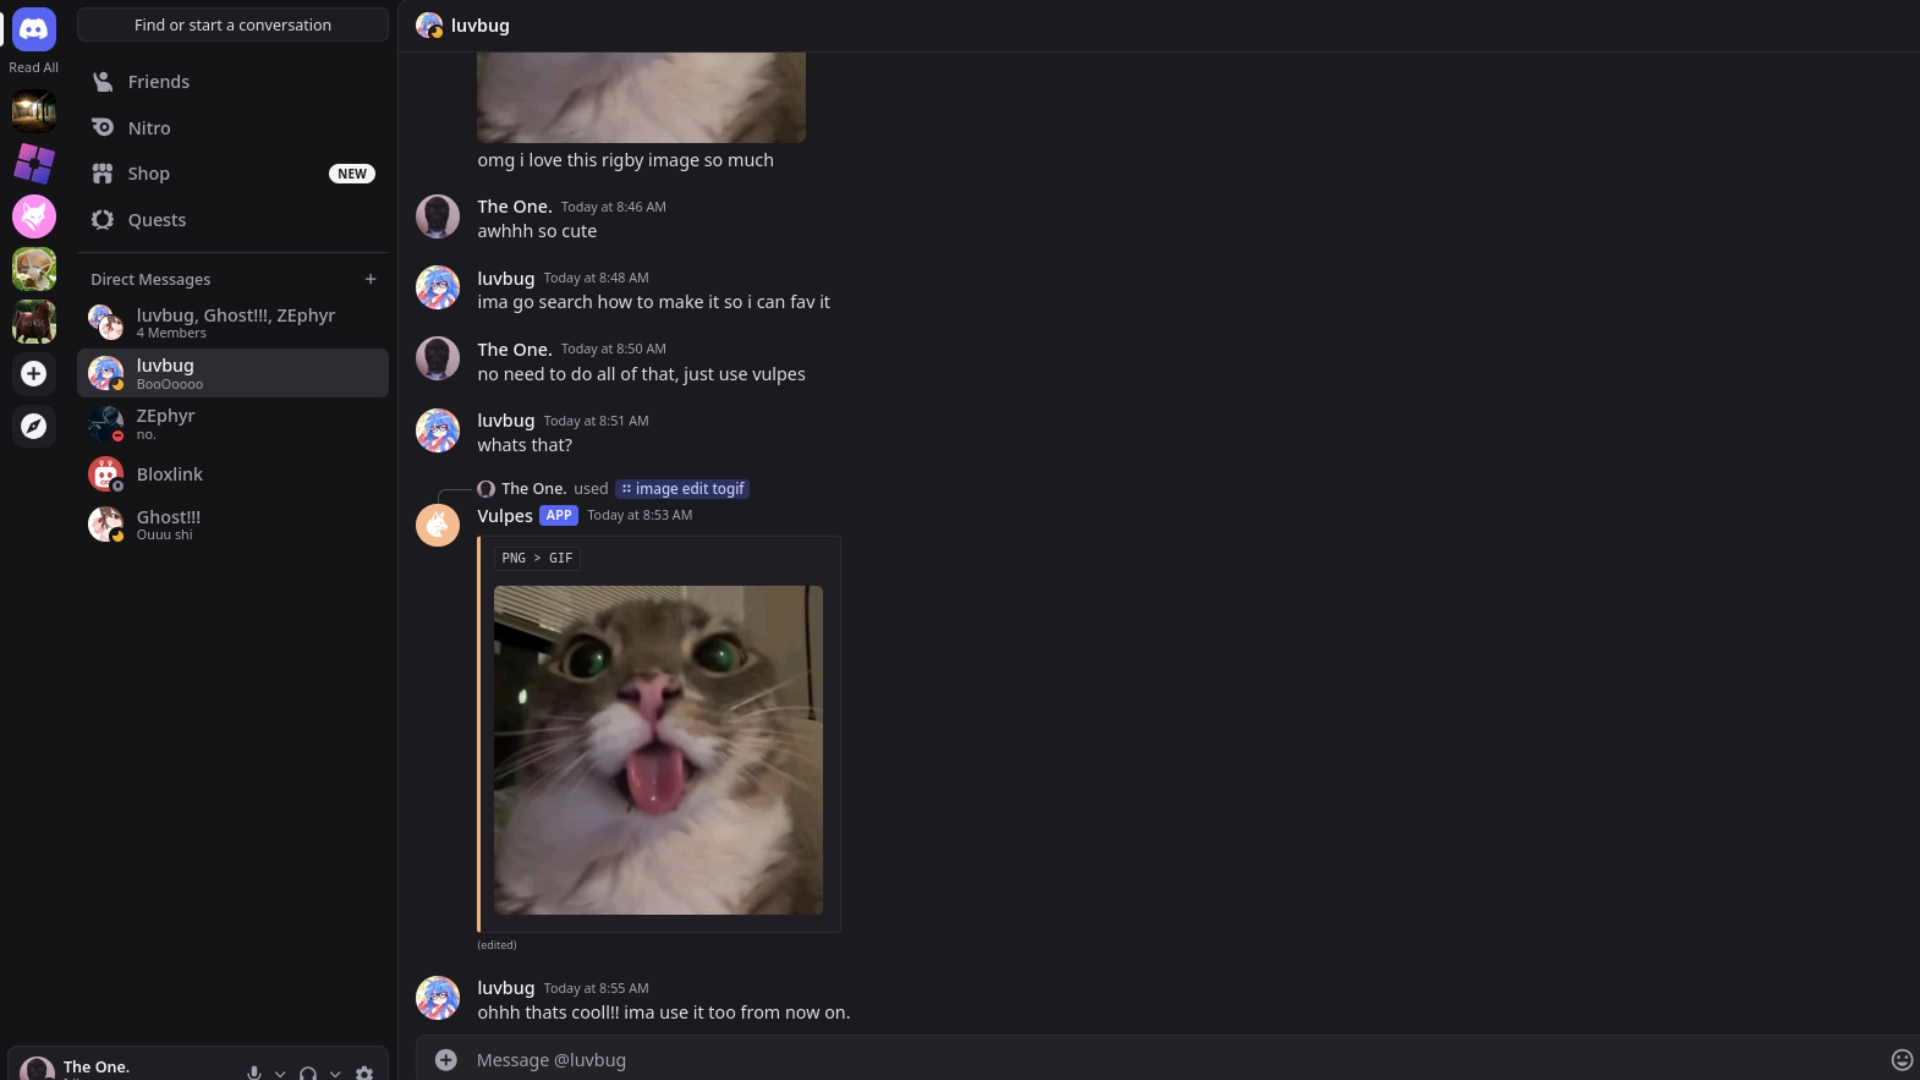 Find or start a conversation
Read All
Friends
Nitro
Shop
NEW
Quests
Direct Messages
luvbug, Ghost!!!, ZEphyr
4 Members
luvbug
BooOoooo
ZEphyr
no.
Bloxlink
Ghost!!!
Ouuu shi
The One.
luvbug
omg i love this rigby image so much
The One. Today at 8:46 AM
awhhh so cute
luvbug Today at 8:48 AM
ima go search how to make it so i can fav it
The One. Today at 8:50 AM
no need to do all of that, just use vulpes
luvbug Today at 8:51 AM
whats that?
The One. used image edit togif
Vulpes APP Today at 8:53 AM
PNG > GIF
(edited)
luvbug Today at 8:55 AM
ohhh thats cooll!! ima use it too from now on.
Message @luvbug